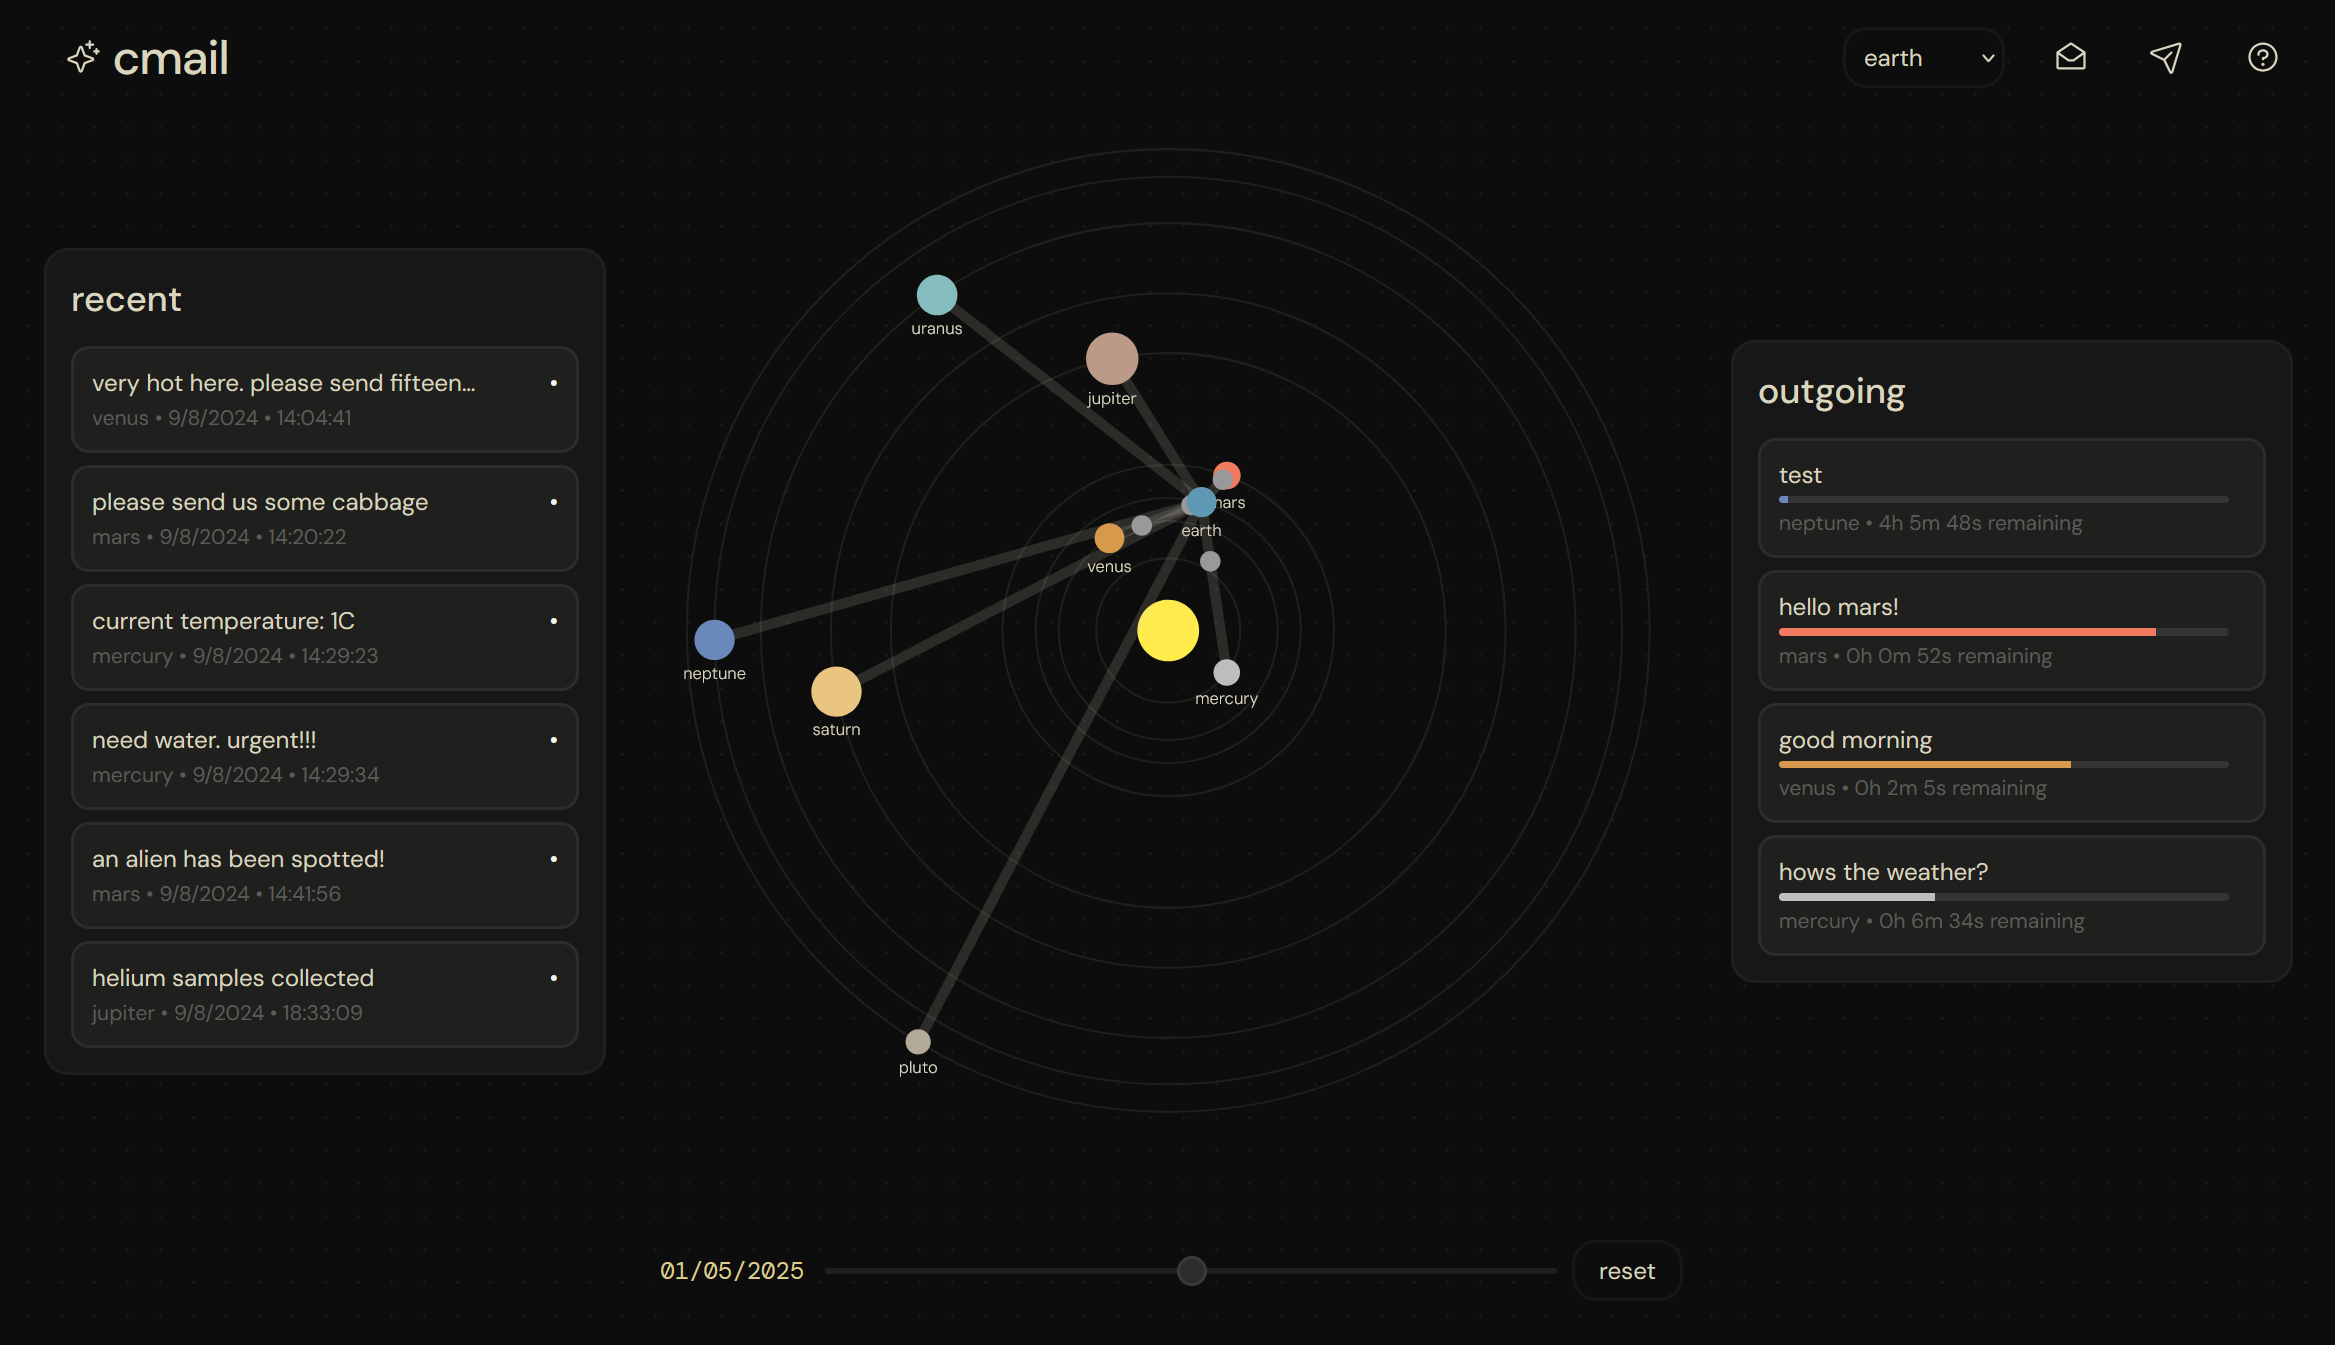 cmail
earth
recent
very hot here. please send fifteen...
venus • 9/8/2024 • 14:04:41
please send us some cabbage
mars • 9/8/2024 • 14:20:22
current temperature: 1C
mercury • 9/8/2024 • 14:29:23
need water. urgent!!!
mercury • 9/8/2024 • 14:29:34
an alien has been spotted!
mars • 9/8/2024 • 14:41:56
helium samples collected
jupiter • 9/8/2024 • 18:33:09
uranus
jupiter
mars
earth
venus
neptune
saturn
mercury
pluto
outgoing
test
neptune • 4h 5m 48s remaining
hello mars!
mars • 0h 0m 52s remaining
good morning
venus • 0h 2m 5s remaining
hows the weather?
mercury • 0h 6m 34s remaining
01/05/2025
reset